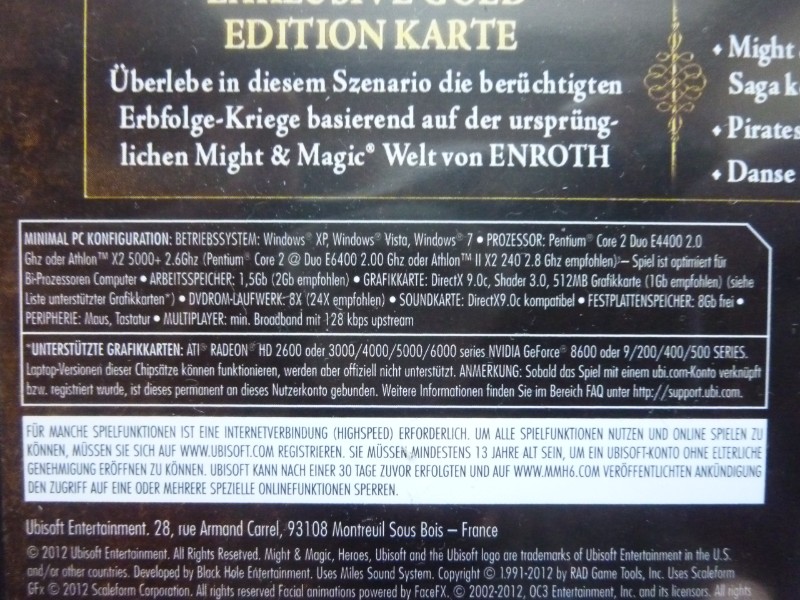 EXKLUSIVE GOLD
EDITION KARTE
Überlebe in diesem Szenario die berüchtigten
Erbfolge-Kriege basierend auf der ursprüng-
lichen Might & Magic® Welt von ENROTH
• Might
Saga k
• Pirates
• Danse
MINIMAL PC KONFIGURATION: BETRIEBSSYSTEM: Windows® XP, Windows® Vista, Windows® 7 • PROZESSOR: Pentium® Core 2 Duo E4400 2.0
Ghz oder Athlon™ X2 5000+ 2.6Ghz (Pentium® Core 2 @ Duo E6400 2.00 Ghz oder Athlon™ II X2 240 2.8 Ghz empfohlen) – Spiel ist optimiert für
Bi-Prozessoren Computer • ARBEITSSPEICHER: 1,5Gb (2Gb empfohlen) • GRAFIKKARTE: DirectX 9.0c, Shader 3.0, 512MB Grafikkarte (1Gb empfohlen) (siehe
Liste unterstützter Grafikkarten*) • DVDROM-LAUFWERK: 8X (24X empfohlen) • SOUNDKARTE: DirectX9.0c kompatibel • FESTPLATTENSPEICHER: 8Gb frei •
PERIPHERIE: Maus, Tastatur • MULTIPLAYER: min. Broadband mit 128 kbps upstream
*UNTERSTÜTZTE GRAFIKKARTEN: ATI® RADEON® HD 2600 oder 3000/4000/5000/6000 series NVIDIA GeForce® 8600 oder 9/200/400/500 SERIES.
Laptop-Versionen dieser Chipsätze können funktionieren, werden aber offiziell nicht unterstützt. ANMERKUNG: Sobald das Spiel mit einem ubi.com-Konto verknüpft
bzw. registriert wurde, ist dieses permanent an dieses Nutzerkonto gebunden. Weitere Informationen finden Sie im Bereich FAQ unter http://support.ubi.com.
FÜR MANCHE SPIELFUNKTIONEN IST EINE INTERNETVERBINDUNG (HIGHSPEED) ERFORDERLICH. UM ALLE SPIELFUNKTIONEN NUTZEN UND ONLINE SPIELEN ZU
KÖNNEN, MÜSSEN SIE SICH AUF WWW.UBISOFT.COM REGISTRIEREN. SIE MÜSSEN MINDESTENS 13 JAHRE ALT SEIN, UM EIN UBISOFT-KONTO OHNE ELTERLICHE
GENEHMIGUNG ERÖFFNEN ZU KÖNNEN. UBISOFT KANN NACH EINER 30 TAGE ZUVOR ERFOLGTEN UND AUF WWW.MMH6.COM VERÖFFENTLICHTEN ANKÜNDIGUNG
DEN ZUGRIFF AUF EINE ODER MEHRERE SPEZIELLE ONLINEFUNKTIONEN SPERREN.
Ubisoft Entertainment. 28, rue Armand Carrel, 93108 Montreuil Sous Bois – France
© 2012 Ubisoft Entertainment. All Rights Reserved. Might & Magic, Heroes, Ubisoft and the Ubisoft logo are trademarks of Ubisoft Entertainment in the U.S.
and/or other countries. Developed by Black Hole Entertainment. Uses Miles Sound System. Copyright © 1991-2012 by RAD Game Tools, Inc. Uses Scaleform
GFx © 2012 Scaleform Corporation. All rights reserved Facial animations powered by FaceFX. © 2002-2012, OC3 Entertainment, Inc. and its licensors. All rights